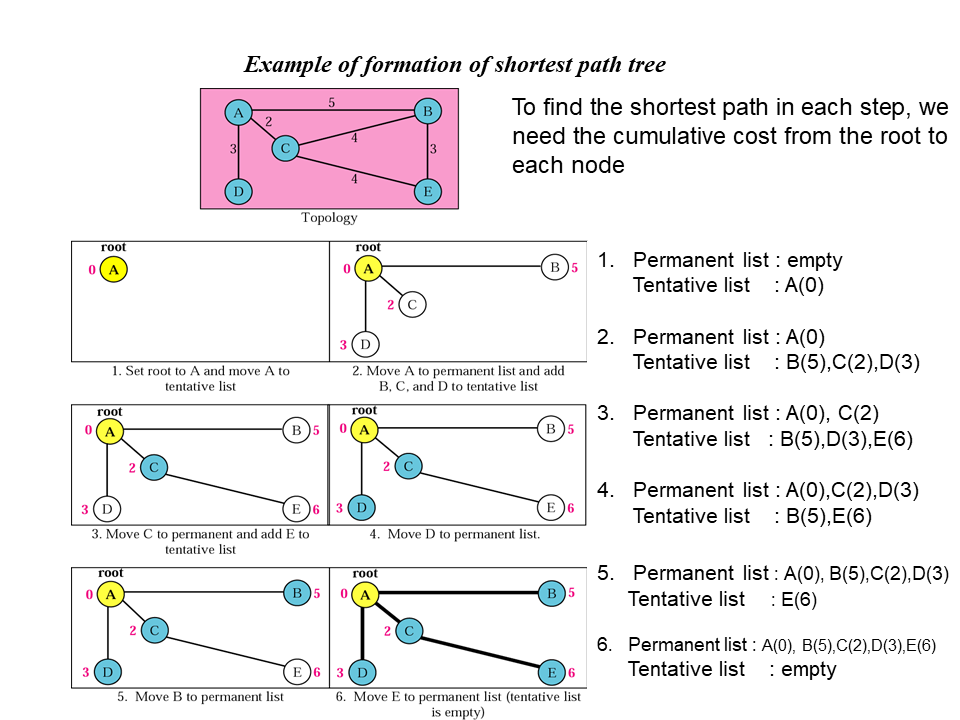 Example of formation of shortest path tree
To find the shortest path in each step, we
need the cumulative cost from the root to
each node
A 5 B
2
3 C 4 3
4
D E
Topology
root
0 A
1. Set root to A and move A to
tentative list
root
0 A B 5
2 C
3 D
2. Move A to permanent list and add
B, C, and D to tentative list
root
0 A B 5
2 C
3 D E 6
3. Move C to permanent and add E to
tentative list
root
0 A B 5
2 C
3 D E 6
4. Move D to permanent list.
root
0 A B 5
2 C
3 D E 6
5. Move B to permanent list
root
0 A B 5
2 C
3 D E 6
6. Move E to permanent list (tentative list
is empty)
1. Permanent list : empty
Tentative list : A(0)
2. Permanent list : A(0)
Tentative list : B(5),C(2),D(3)
3. Permanent list : A(0), C(2)
Tentative list : B(5),D(3),E(6)
4. Permanent list : A(0),C(2),D(3)
Tentative list : B(5),E(6)
5. Permanent list : A(0), B(5),C(2),D(3)
Tentative list : E(6)
6. Permanent list : A(0), B(5),C(2),D(3),E(6)
Tentative list : empty